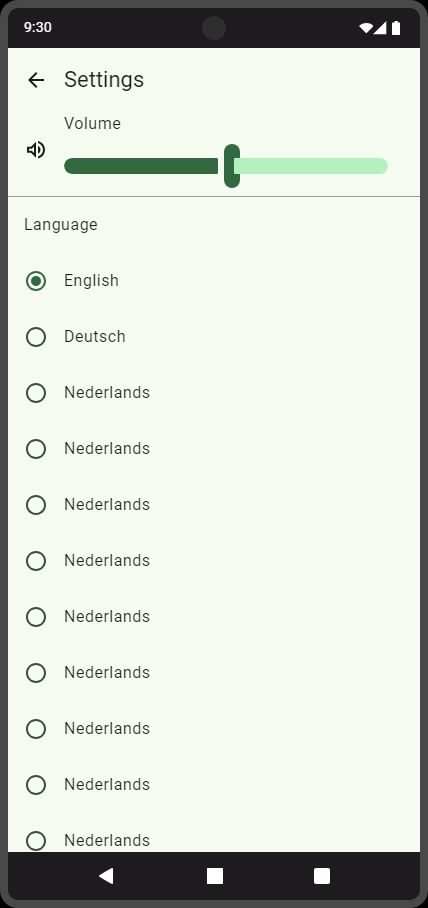 9:30
Settings
Volume
Language
English
Deutsch
Nederlands
Nederlands
Nederlands
Nederlands
Nederlands
Nederlands
Nederlands
Nederlands
Nederlands